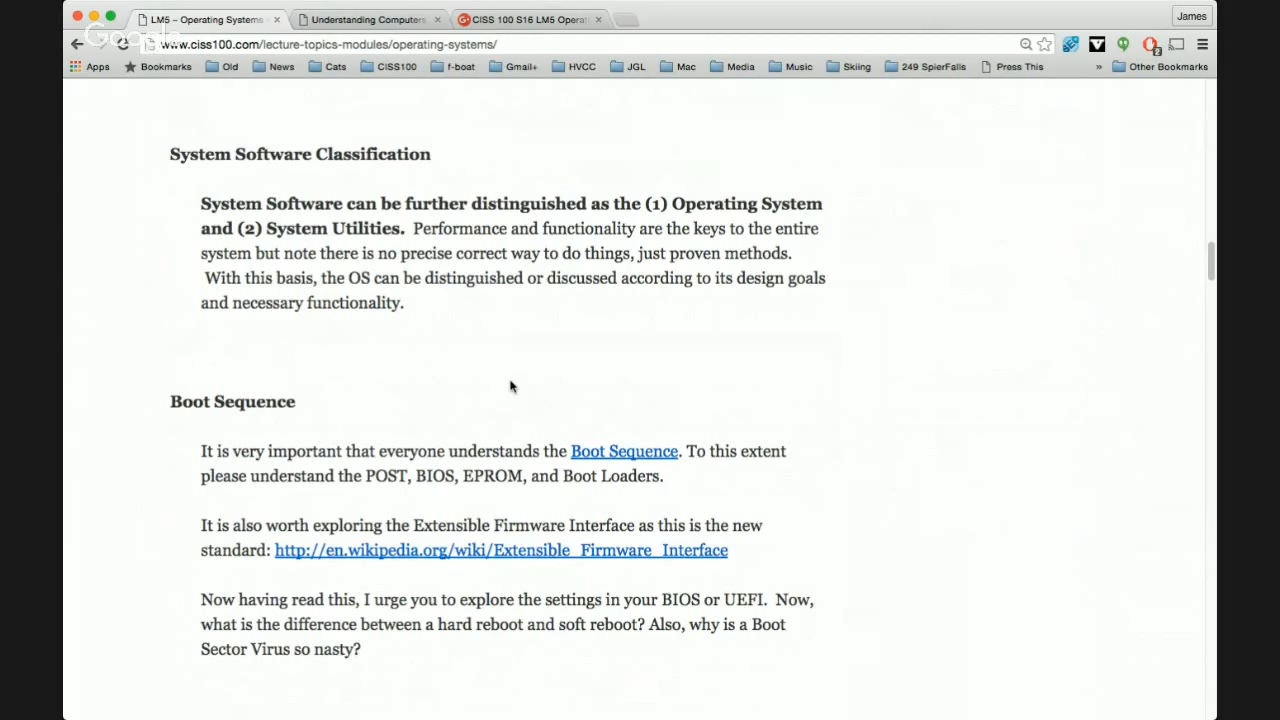 LM5 – Operating Systems
Understanding Computers
CISS 100 S16 LM5 Operat
James
Google
www.ciss100.com/lecture-topics-modules/operating-systems/
Apps
Bookmarks
Old
News
Cats
CiSS100
f-boat
Gmail+
HVCC
JGL
Mac
Media
Music
Skiing
249 SpierFalls
Press This
»
Other Bookmarks
System Software Classification
System Software can be further distinguished as the (1) Operating System
and (2) System Utilities. Performance and functionality are the keys to the entire
system but note there is no precise correct way to do things, just proven methods.
With this basis, the OS can be distinguished or discussed according to its design goals
and necessary functionality.
Boot Sequence
It is very important that everyone understands the Boot Sequence. To this extent
please understand the POST, BIOS, EPROM, and Boot Loaders.
It is also worth exploring the Extensible Firmware Interface as this is the new
standard: http://en.wikipedia.org/wiki/Extensible_Firmware_Interface
Now having read this, I urge you to explore the settings in your BIOS or UEFI. Now,
what is the difference between a hard reboot and soft reboot? Also, why is a Boot
Sector Virus so nasty?